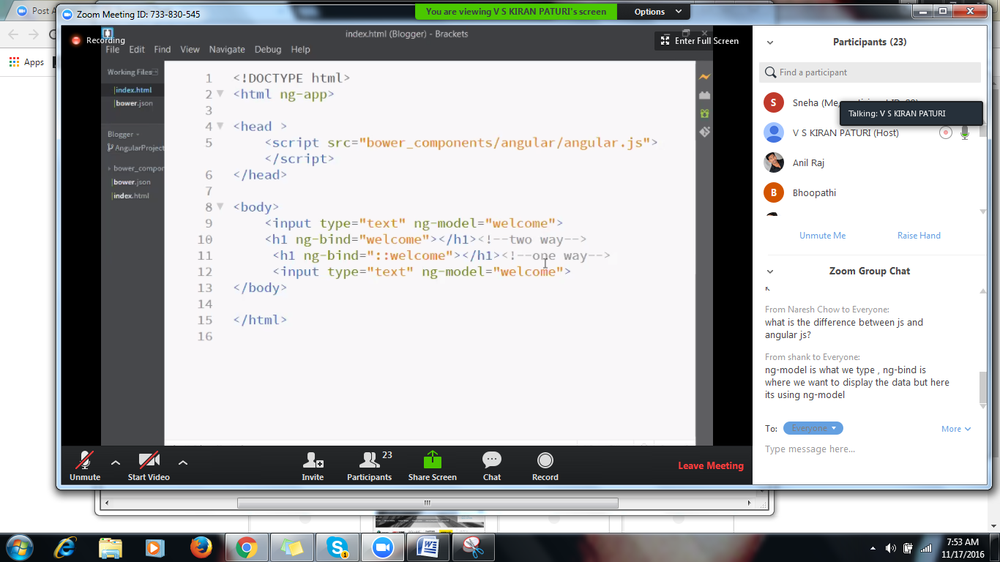 Post A
Zoom Meeting ID: 733-830-545
You are viewing V S KIRAN PATURI's screen
Options
Apps
Recording
index.html (Blogger) - Brackets
Enter Full Screen
File Edit Find View Navigate Debug Help
Working Files
index.html
bower.json
Blogger
AngularProject
bower_compon
bower.json
index.html
1 <!DOCTYPE html>
2 <html ng-app>
3
4 <head >
5 <script src="bower_components/angular/angular.js">
</script>
6 </head>
7
8 <body>
9 <input type="text" ng-model="welcome">
10 <h1 ng-bind="welcome"></h1><!--two way-->
11 <h1 ng-bind="::welcome"></h1><!--one way-->
12 <input type="text" ng-model="welcome">
13 </body>
14
15 </html>
16
Participants (23)
Find a participant
S Sneha (Me,
Talking: V S KIRAN PATURI
V S KIRAN PATURI (Host)
Anil Raj
B Bhoopathi
Unmute Me Raise Hand
Zoom Group Chat
From Naresh Chow to Everyone:
what is the difference between js and
angular js?
From shank to Everyone:
ng-model is what we type , ng-bind is
where we want to display the data but here
its using ng-model
To: Everyone More
Type message here...
Unmute Start Video Invite Participants 23 Share Screen Chat Record Leave Meeting
7:53 AM
11/17/2016